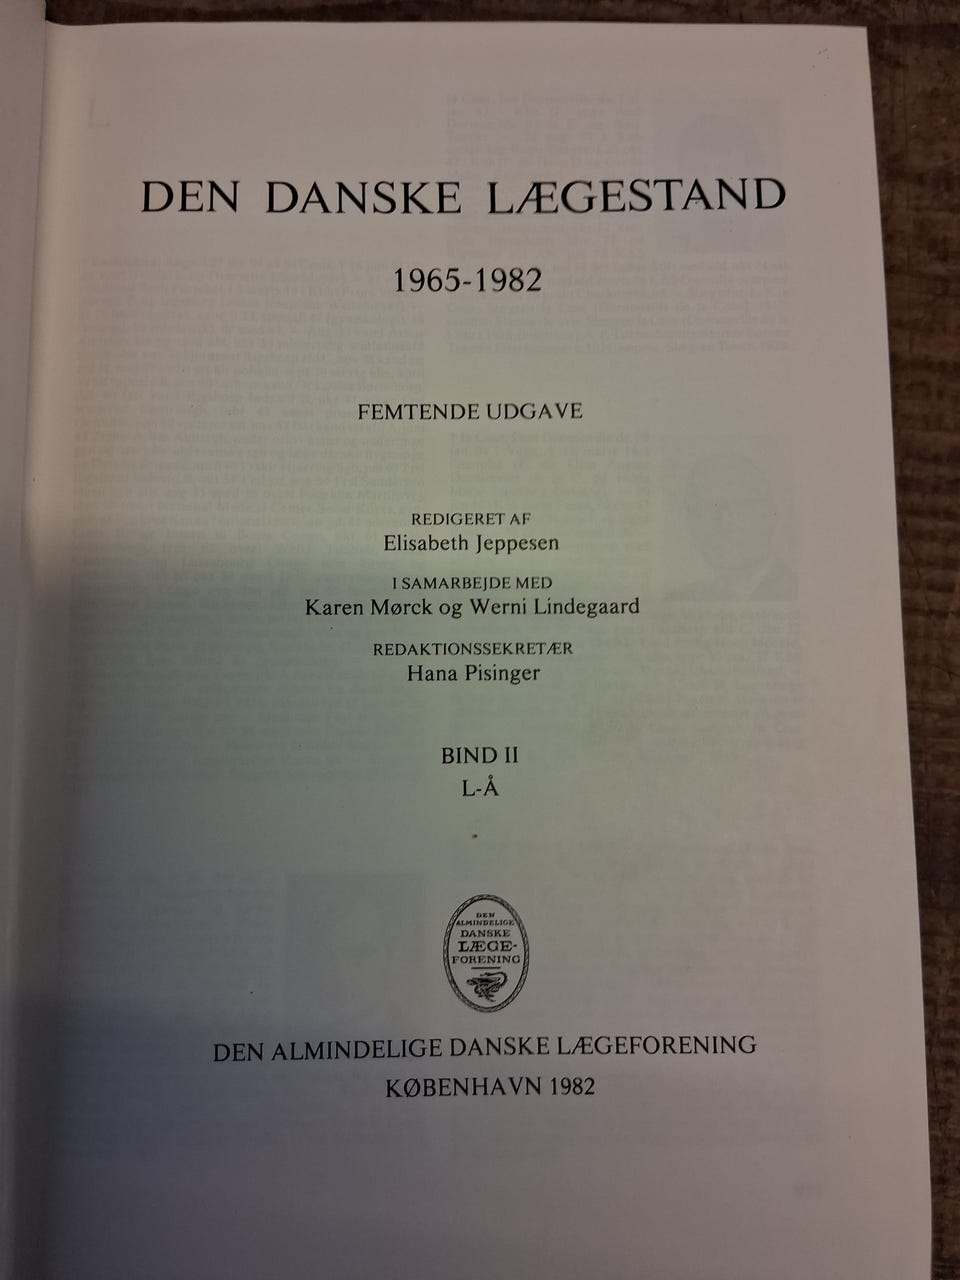 DEN DANSKE LÆGESTAND
1965-1982
FEMTENDE UDGAVE
REDIGERET AF
Elisabeth Jeppesen
I SAMARBEJDE MED
Karen Mørck og Werni Lindegaard
REDAKTIONSSEKRETÆR
Hana Pisinger
BIND II
L-Å
DEN
ALMINDELIGE
DANSKE
LÆGE-
FORENING
DEN ALMINDELIGE DANSKE LÆGEFORENING
KØBENHAVN 1982